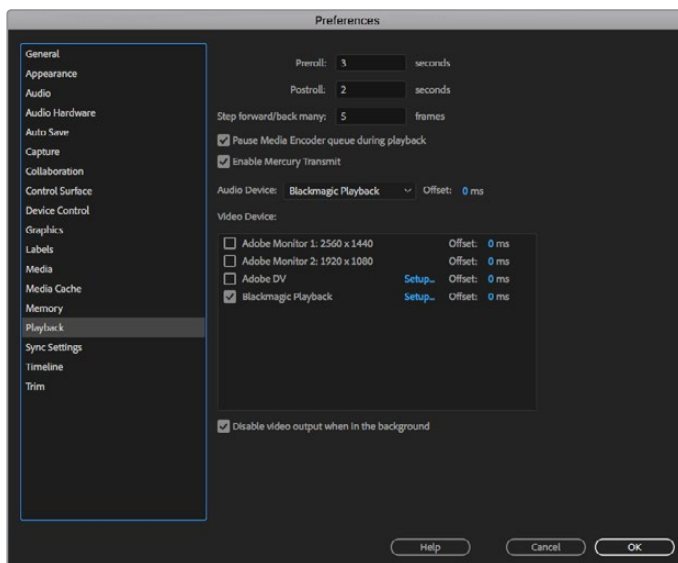 Preferences
General
Appearance
Audio
Audio Hardware
Auto Save
Capture
Collaboration
Control Surface
Device Control
Graphics
Labels
Media
Media Cache
Memory
Playback
Sync Settings
Timeline
Trim
Preroll: 3 seconds
Postroll: 2 seconds
Step forward/back many: 5 frames
Pause Media Encoder queue during playback
Enable Mercury Transmit
Audio Device: Blackmagic Playback Offset: 0 ms
Video Device:
Adobe Monitor 1: 2560 x 1440 Offset: 0 ms
Adobe Monitor 2: 1920 x 1080 Offset: 0 ms
Adobe DV Setup... Offset: 0 ms
Blackmagic Playback Setup... Offset: 0 ms
Disable video output when in the background
Help Cancel OK